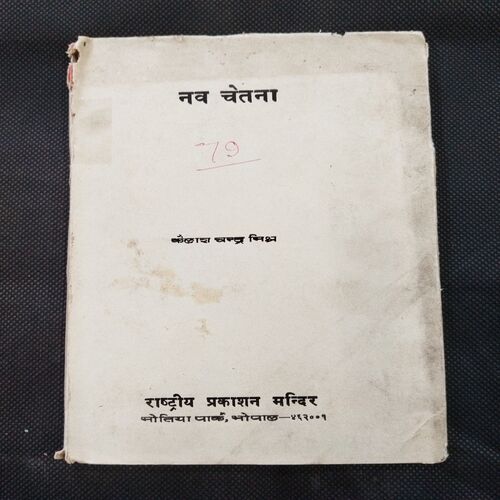 नव चेतना
79
कैलाश चन्द्र मिश्र
राष्ट्रीय प्रकाशन मन्दिर
मोतिया पार्क, भोपाल—४६२००१